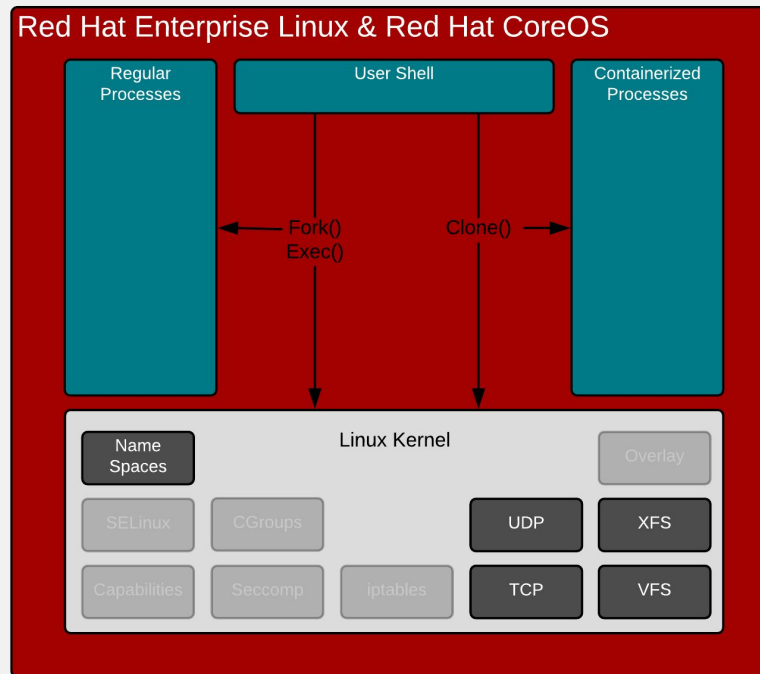 Red Hat Enterprise Linux & Red Hat CoreOS
Regular
Processes
User Shell
Containerized
Processes
Fork()
Exec()
Clone()
Linux Kernel
Name
Spaces
Overlay
SELinux
CGroups
UDP
XFS
Capabilities
Seccomp
iptables
TCP
VFS